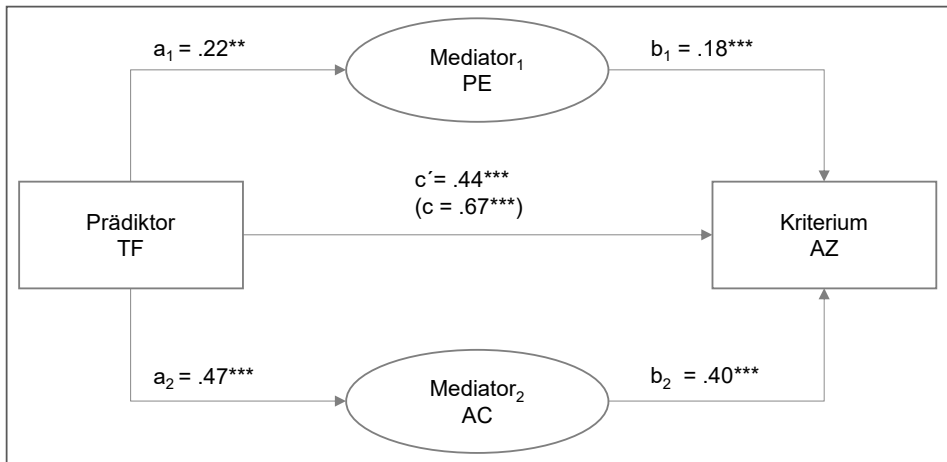 a₁ = .22**
Mediator₁
PE
b₁ = .18***
c´= .44***
(c = .67***)
Prädiktor
TF
Kriterium
AZ
a₂ = .47***
Mediator₂
AC
b₂ = .40***